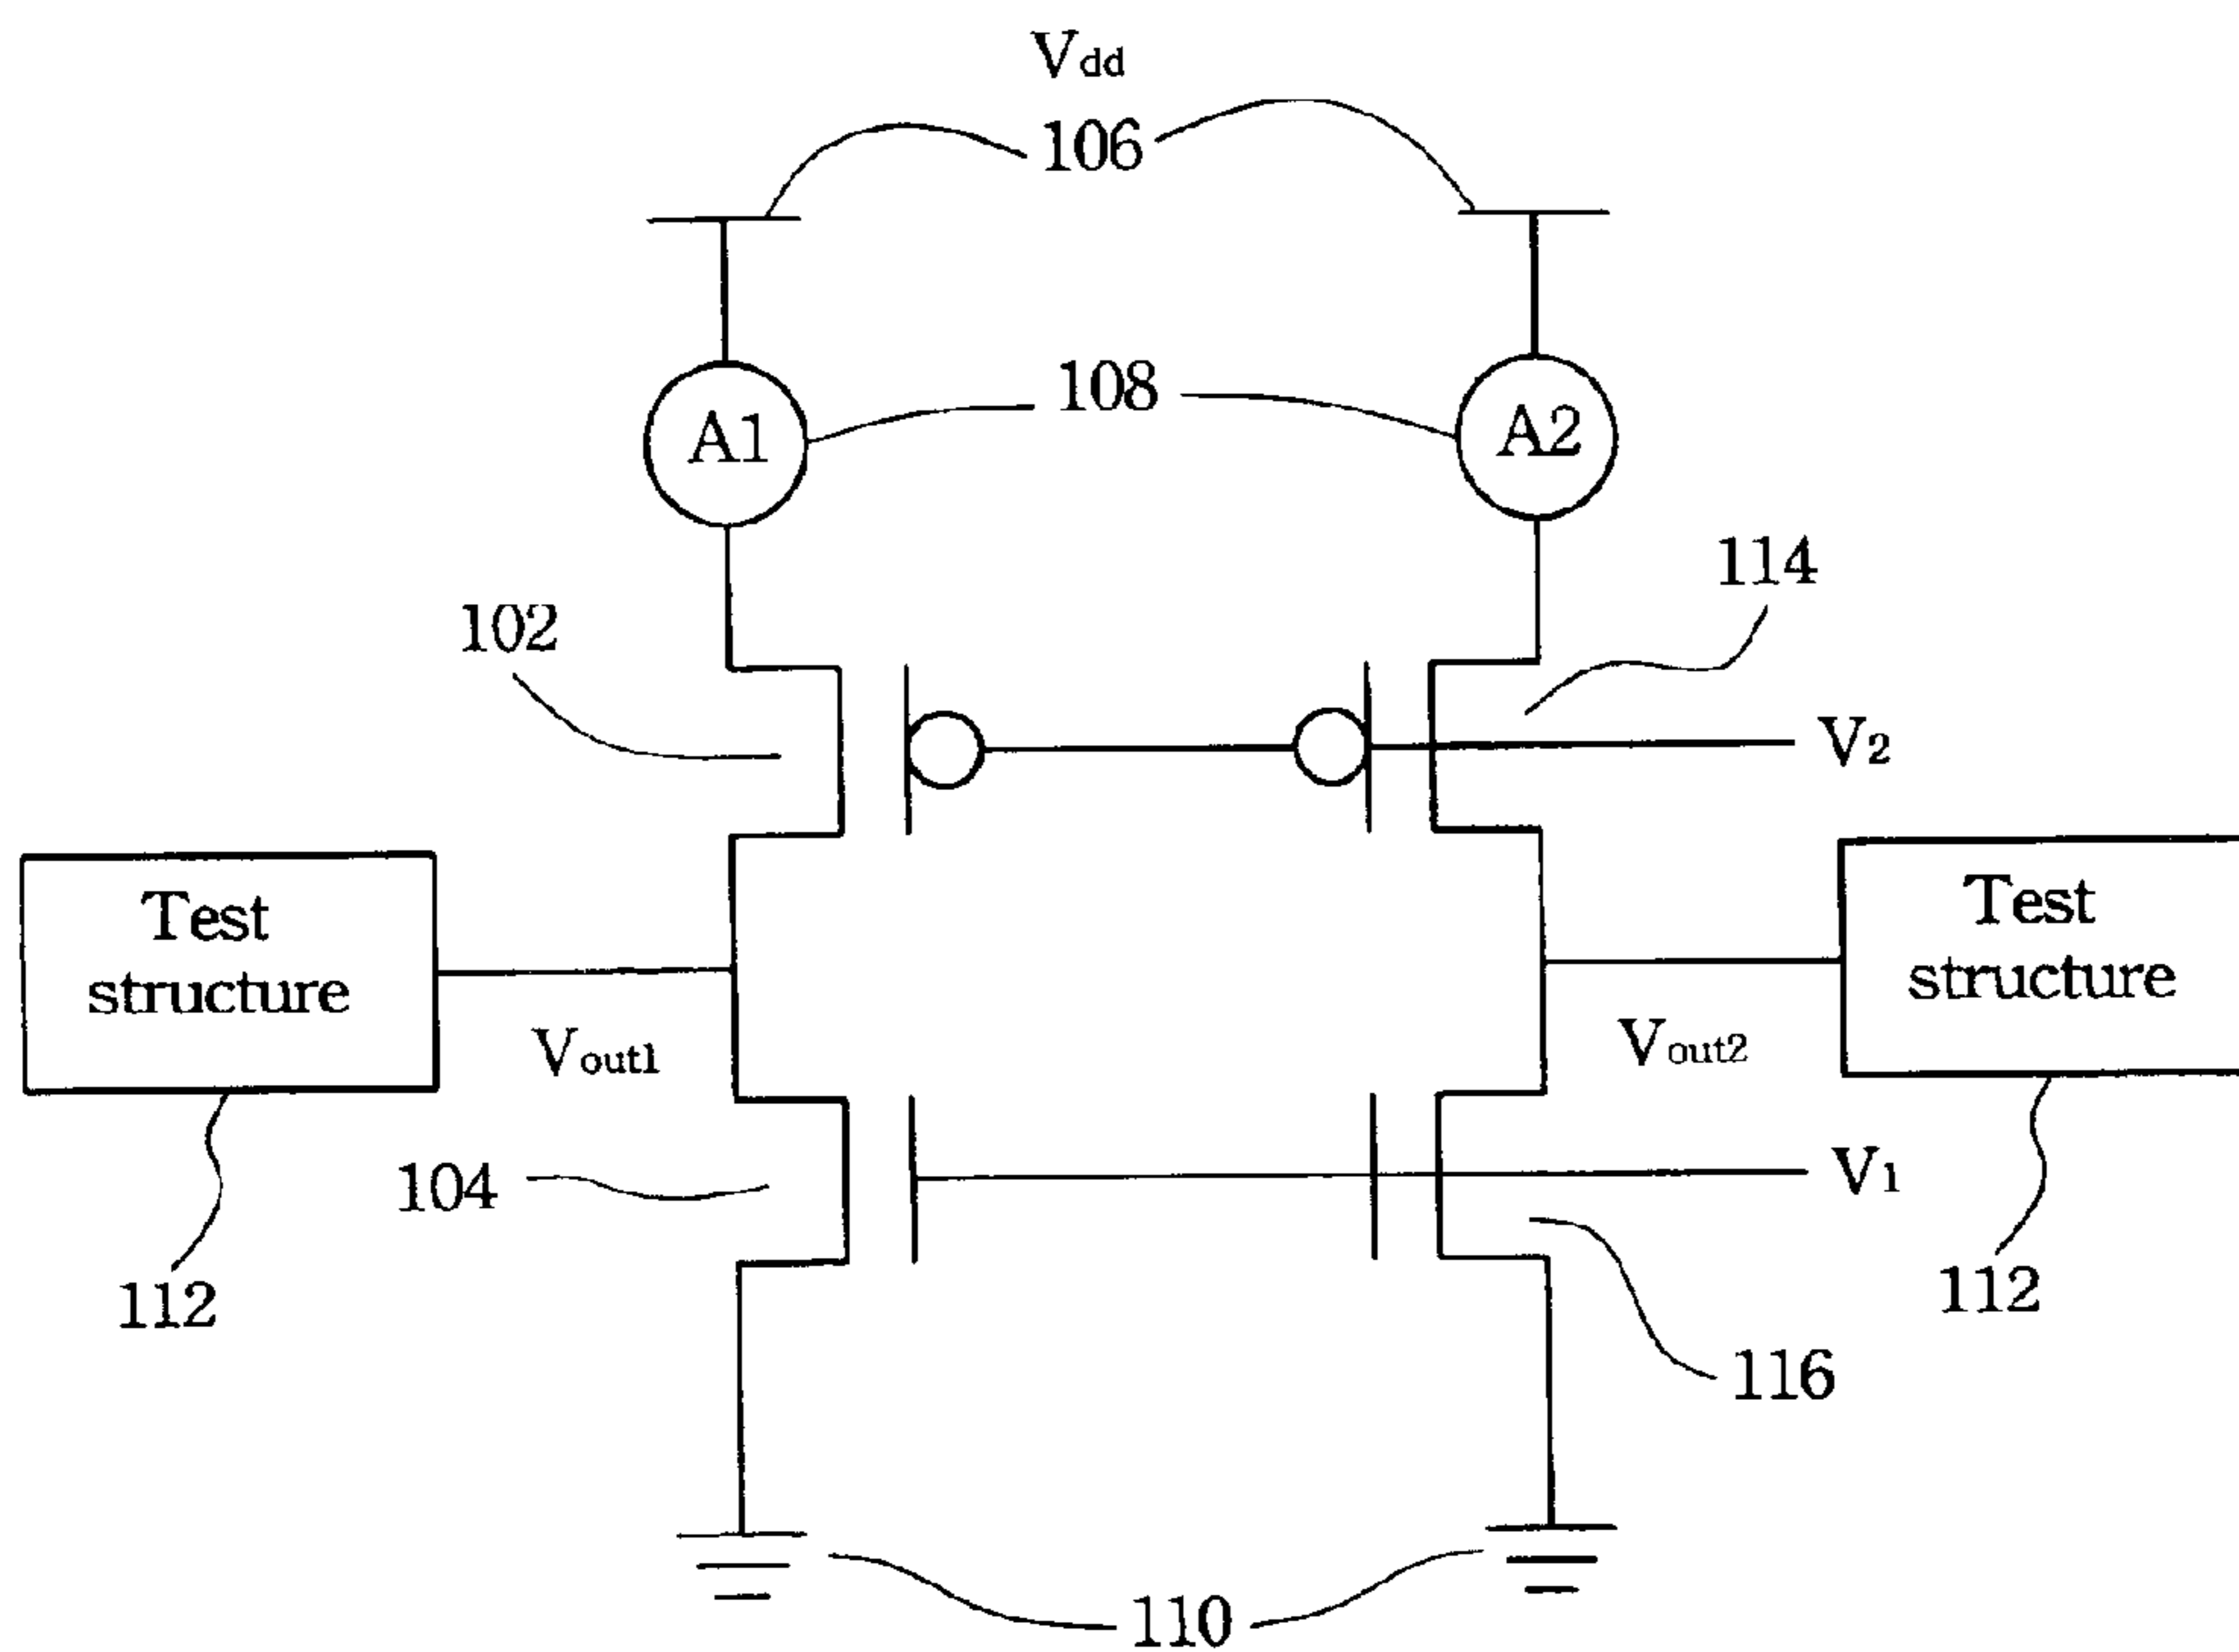 Vdd
106
A1
108
A2
102
114
V2
Test
structure
Test
structure
Vout1
Vout2
104
V1
112
112
116
110